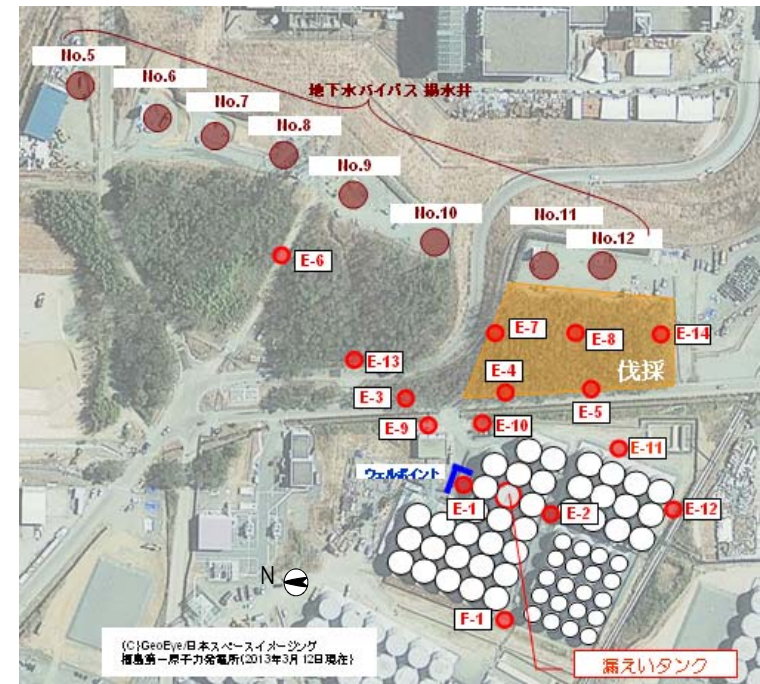 No.5
No.6
No.7
地下水バイパス 揚水井
No.8
No.9
No.10
No.11
No.12
E-6
E-7
E-8
E-14
E-13
伐採
E-4
E-3
E-5
E-9
E-10
E-11
ウェルポイント
E-1
E-2
E-12
N
F-1
(C)GeoEye/日本スペースイメージング
福島第一原子力発電所(2013年3月12日現在)
漏えいタンク